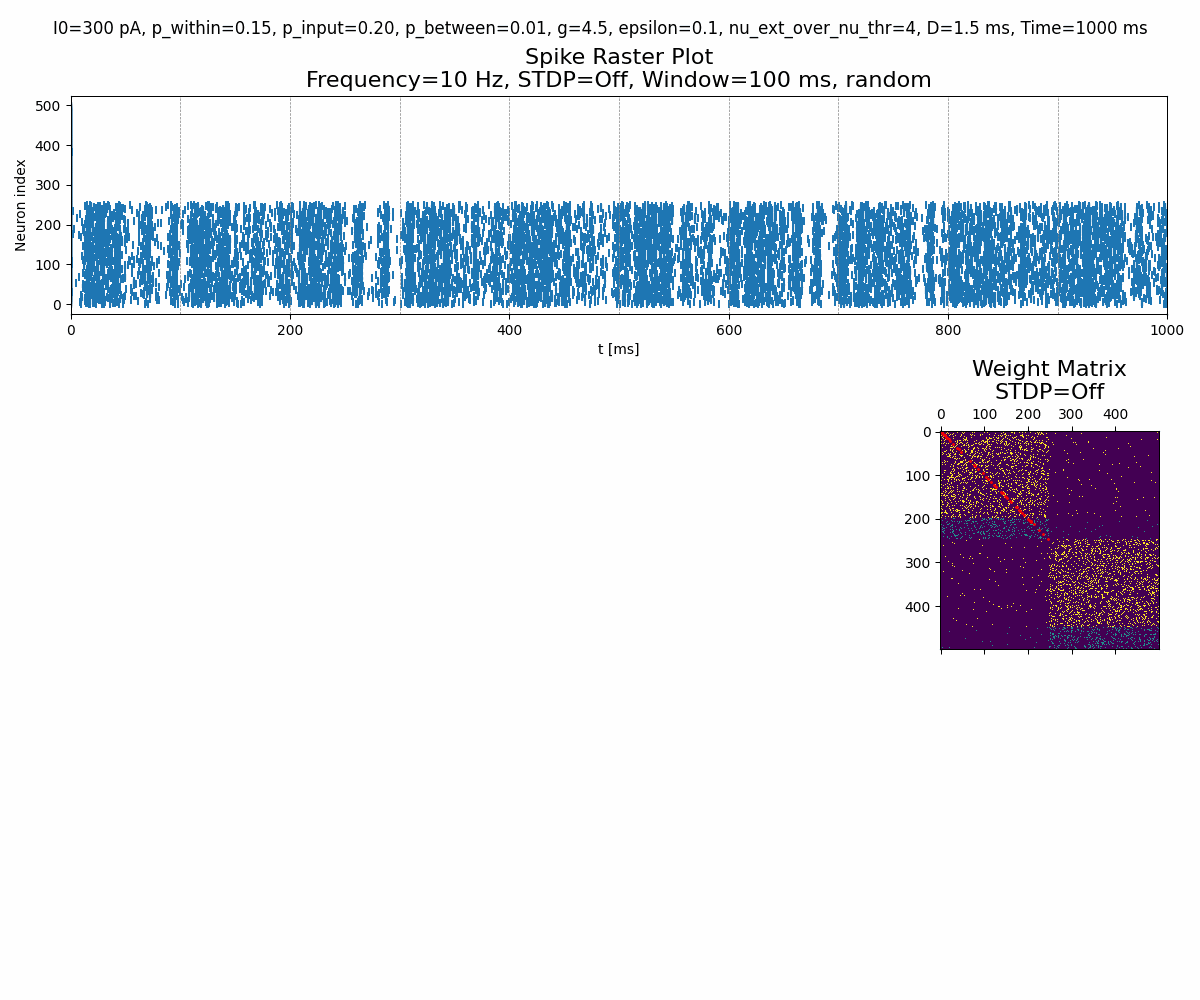 I0=300 pA, p_within=0.15, p_input=0.20, p_between=0.01, g=4.5, epsilon=0.1, nu_ext_over_nu_thr=4, D=1.5 ms, Time=1000 ms
Spike Raster Plot
Frequency=10 Hz, STDP=Off, Window=100 ms, random
500
400
300
200
100
0
Neuron index
0 200 400 600 800 1000
t [ms]
Weight Matrix
STDP=Off
0 100 200 300 400
0
100
200
300
400